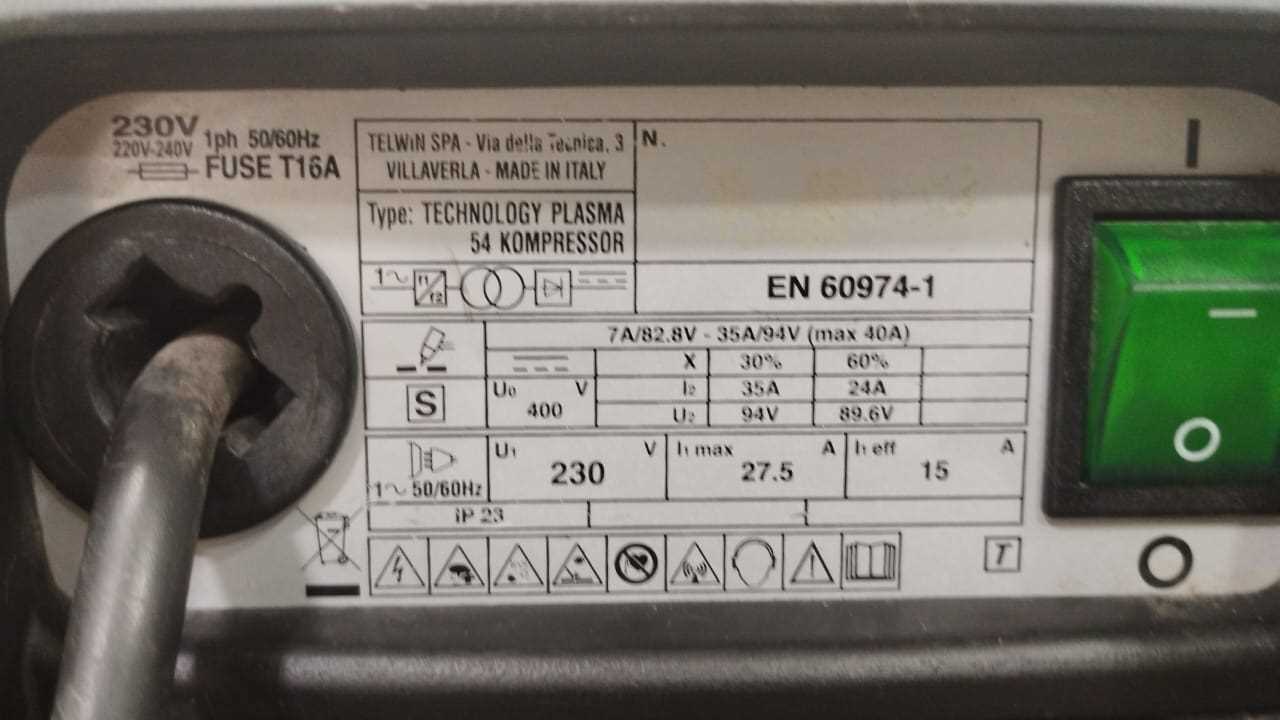 230V
220V-240V
1ph 50/60Hz
FUSE T16A
TELWIN SPA - Via della Tecnica, 3
VILLAVERLA - MADE IN ITALY
N.
Type: TECHNOLOGY PLASMA
54 KOMPRESSOR
1~ f1 f2
EN 60974-1
7A/82.8V - 35A/94V (max 40A)
X 30% 60%
S U0 V I2 35A 24A
400 U2 94V 89.6V
U1 V I1 max A I1 eff A
230 27.5 15
1~ 50/60Hz
IP 23
T